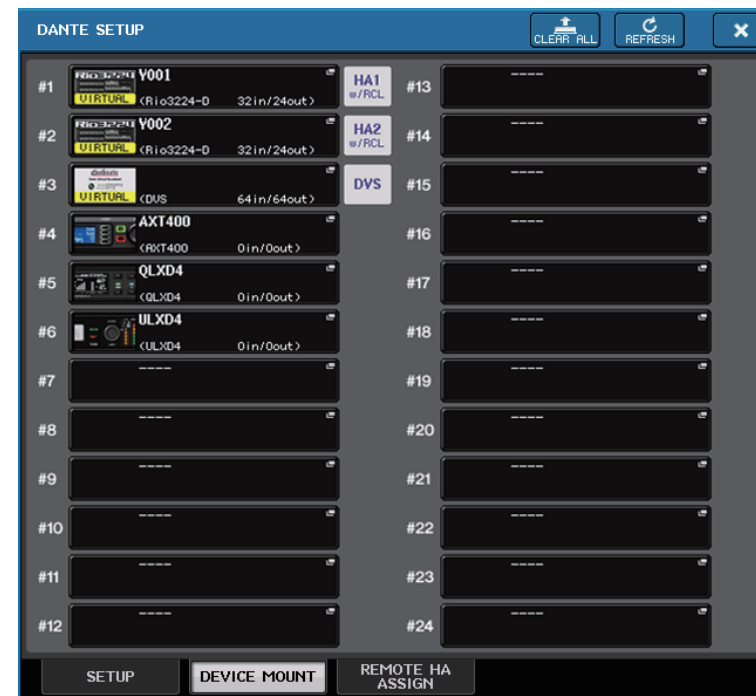 DANTE SETUP
CLEAR ALL
REFRESH
#1
Rio3224
Y001
VIRTUAL
(Rio3224-D 32in/24out)
HA1
w/RCL
#2
Rio3224
Y002
VIRTUAL
(Rio3224-D 32in/24out)
HA2
w/RCL
#3
VIRTUAL
(DVS 64in/64out)
DVS
#4
AXT400
(AXT400 0in/0out)
#5
QLXD4
(QLXD4 0in/0out)
#6
ULXD4
(ULXD4 0in/0out)
#7 ----
#8 ----
#9 ----
#10 ----
#11 ----
#12 ----
#13 ----
#14 ----
#15 ----
#16 ----
#17 ----
#18 ----
#19 ----
#20 ----
#21 ----
#22 ----
#23 ----
#24 ----
SETUP
DEVICE MOUNT
REMOTE HA
ASSIGN